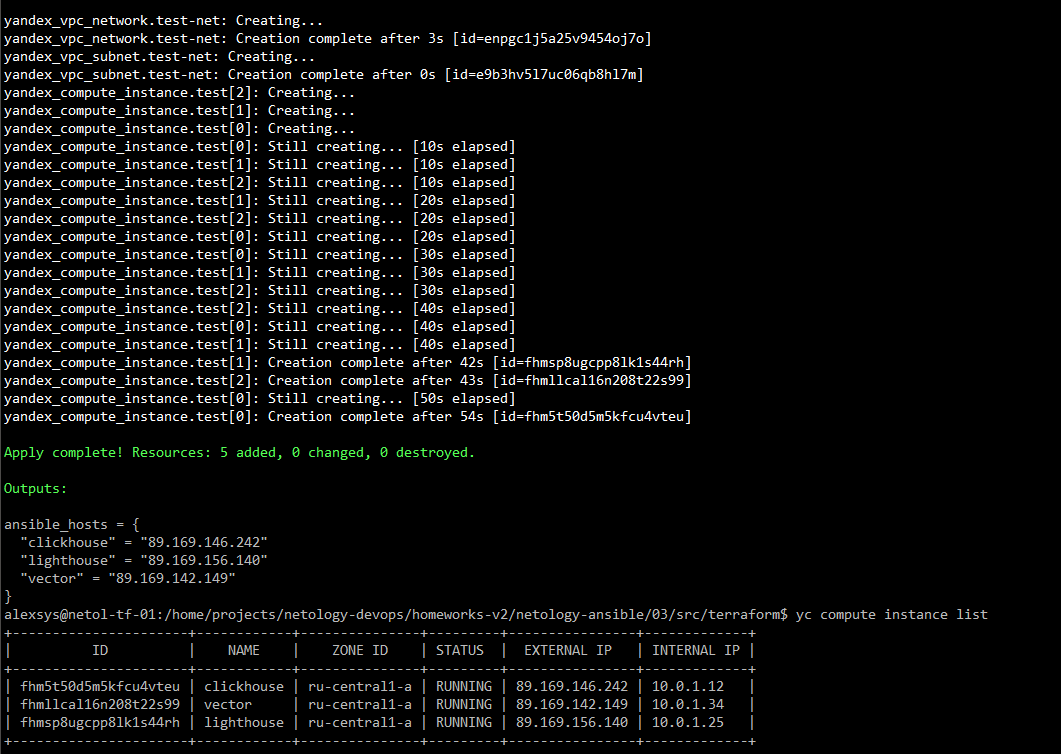 yandex_vpc_network.test-net: Creating...
yandex_vpc_network.test-net: Creation complete after 3s [id=enpgc1j5a25v9454oj7o]
yandex_vpc_subnet.test-net: Creating...
yandex_vpc_subnet.test-net: Creation complete after 0s [id=e9b3hv5l7uc06qb8hl7m]
yandex_compute_instance.test[2]: Creating...
yandex_compute_instance.test[1]: Creating...
yandex_compute_instance.test[0]: Creating...
yandex_compute_instance.test[0]: Still creating... [10s elapsed]
yandex_compute_instance.test[1]: Still creating... [10s elapsed]
yandex_compute_instance.test[2]: Still creating... [10s elapsed]
yandex_compute_instance.test[1]: Still creating... [20s elapsed]
yandex_compute_instance.test[2]: Still creating... [20s elapsed]
yandex_compute_instance.test[0]: Still creating... [20s elapsed]
yandex_compute_instance.test[0]: Still creating... [30s elapsed]
yandex_compute_instance.test[1]: Still creating... [30s elapsed]
yandex_compute_instance.test[2]: Still creating... [30s elapsed]
yandex_compute_instance.test[2]: Still creating... [40s elapsed]
yandex_compute_instance.test[0]: Still creating... [40s elapsed]
yandex_compute_instance.test[1]: Still creating... [40s elapsed]
yandex_compute_instance.test[1]: Creation complete after 42s [id=fhmsp8ugcpp8lk1s44rh]
yandex_compute_instance.test[2]: Creation complete after 43s [id=fhmllcal16n208t22s99]
yandex_compute_instance.test[0]: Still creating... [50s elapsed]
yandex_compute_instance.test[0]: Creation complete after 54s [id=fhm5t50d5m5kfcu4vteu]
Apply complete! Resources: 5 added, 0 changed, 0 destroyed.
Outputs:
ansible_hosts = {
  "clickhouse" = "89.169.146.242"
  "lighthouse" = "89.169.156.140"
  "vector" = "89.169.142.149"
}
alexsys@netol-tf-01:/home/projects/netology-devops/homeworks-v2/netology-ansible/03/src/terraform$ yc compute instance list
+----------------------+------------+---------------+---------+----------------+-------------+
|          ID          |    NAME    |    ZONE ID    | STATUS  |  EXTERNAL IP   | INTERNAL IP |
+----------------------+------------+---------------+---------+----------------+-------------+
| fhm5t50d5m5kfcu4vteu | clickhouse | ru-central1-a | RUNNING | 89.169.146.242 | 10.0.1.12   |
| fhmllcal16n208t22s99 | vector     | ru-central1-a | RUNNING | 89.169.142.149 | 10.0.1.34   |
| fhmsp8ugcpp8lk1s44rh | lighthouse | ru-central1-a | RUNNING | 89.169.156.140 | 10.0.1.25   |
+----------------------+------------+---------------+---------+----------------+-------------+